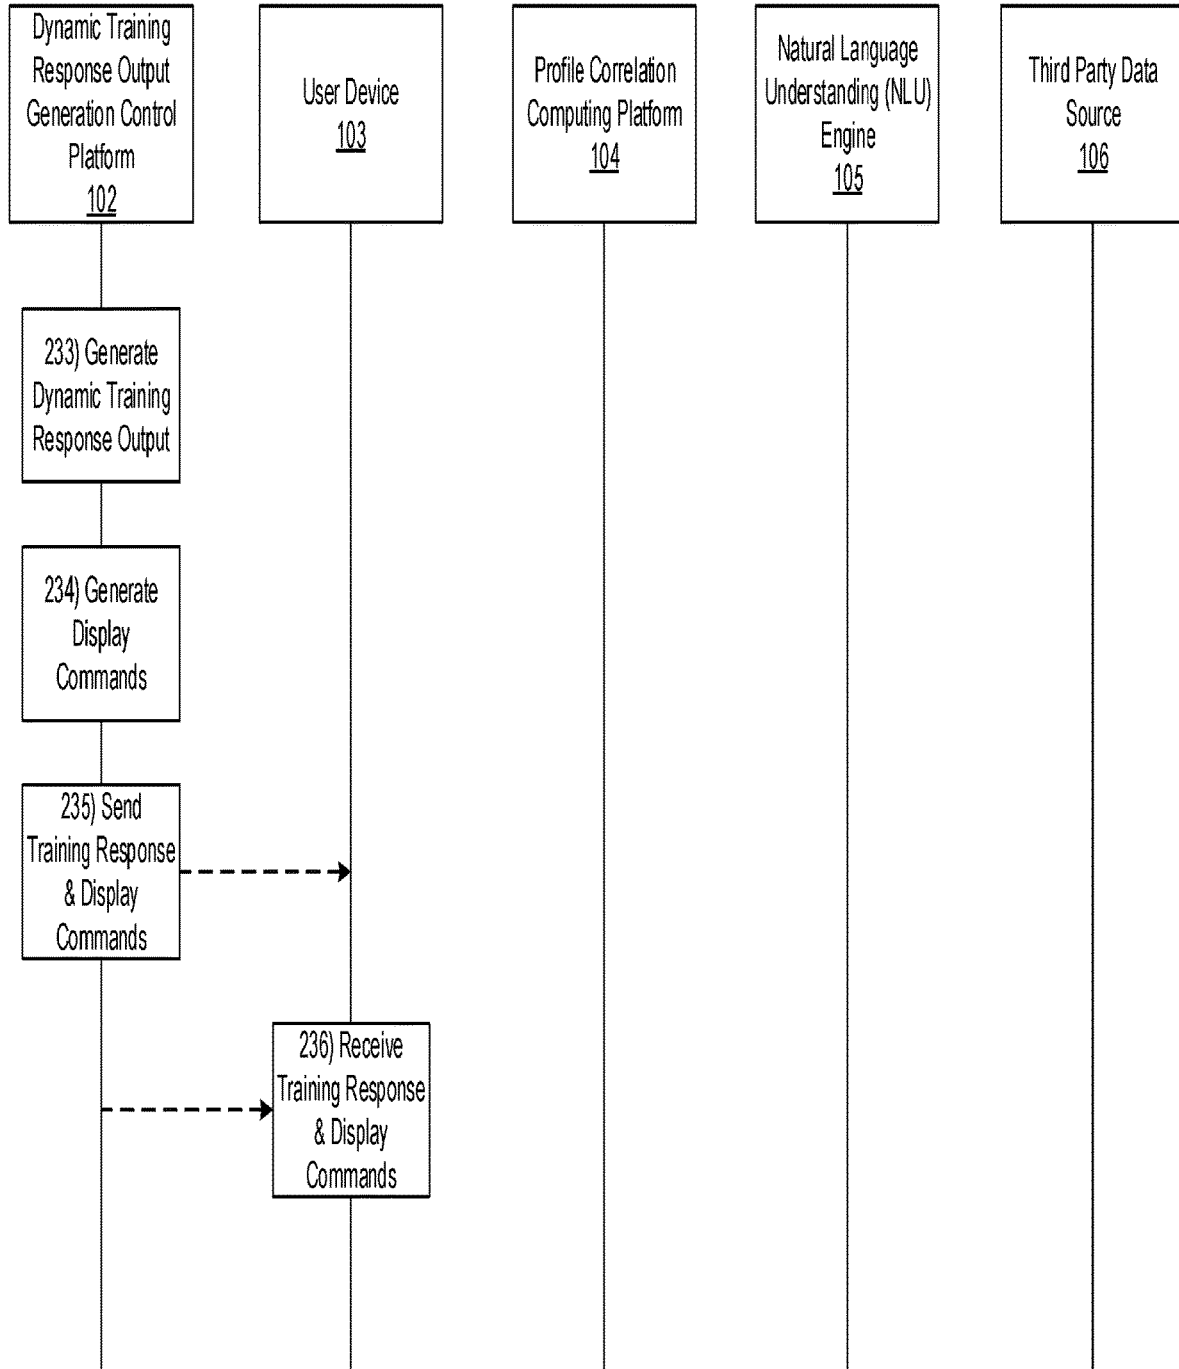 Dynamic Training
Response Output
Generation Control
Platform
102
User Device
103
Profile Correlation
Computing Platform
104
Natural Language
Understanding (NLU)
Engine
105
Third Party Data
Source
106
233) Generate
Dynamic Training
Response Output
234) Generate
Display
Commands
235) Send
Training Response
& Display
Commands
236) Receive
Training Response
& Display
Commands